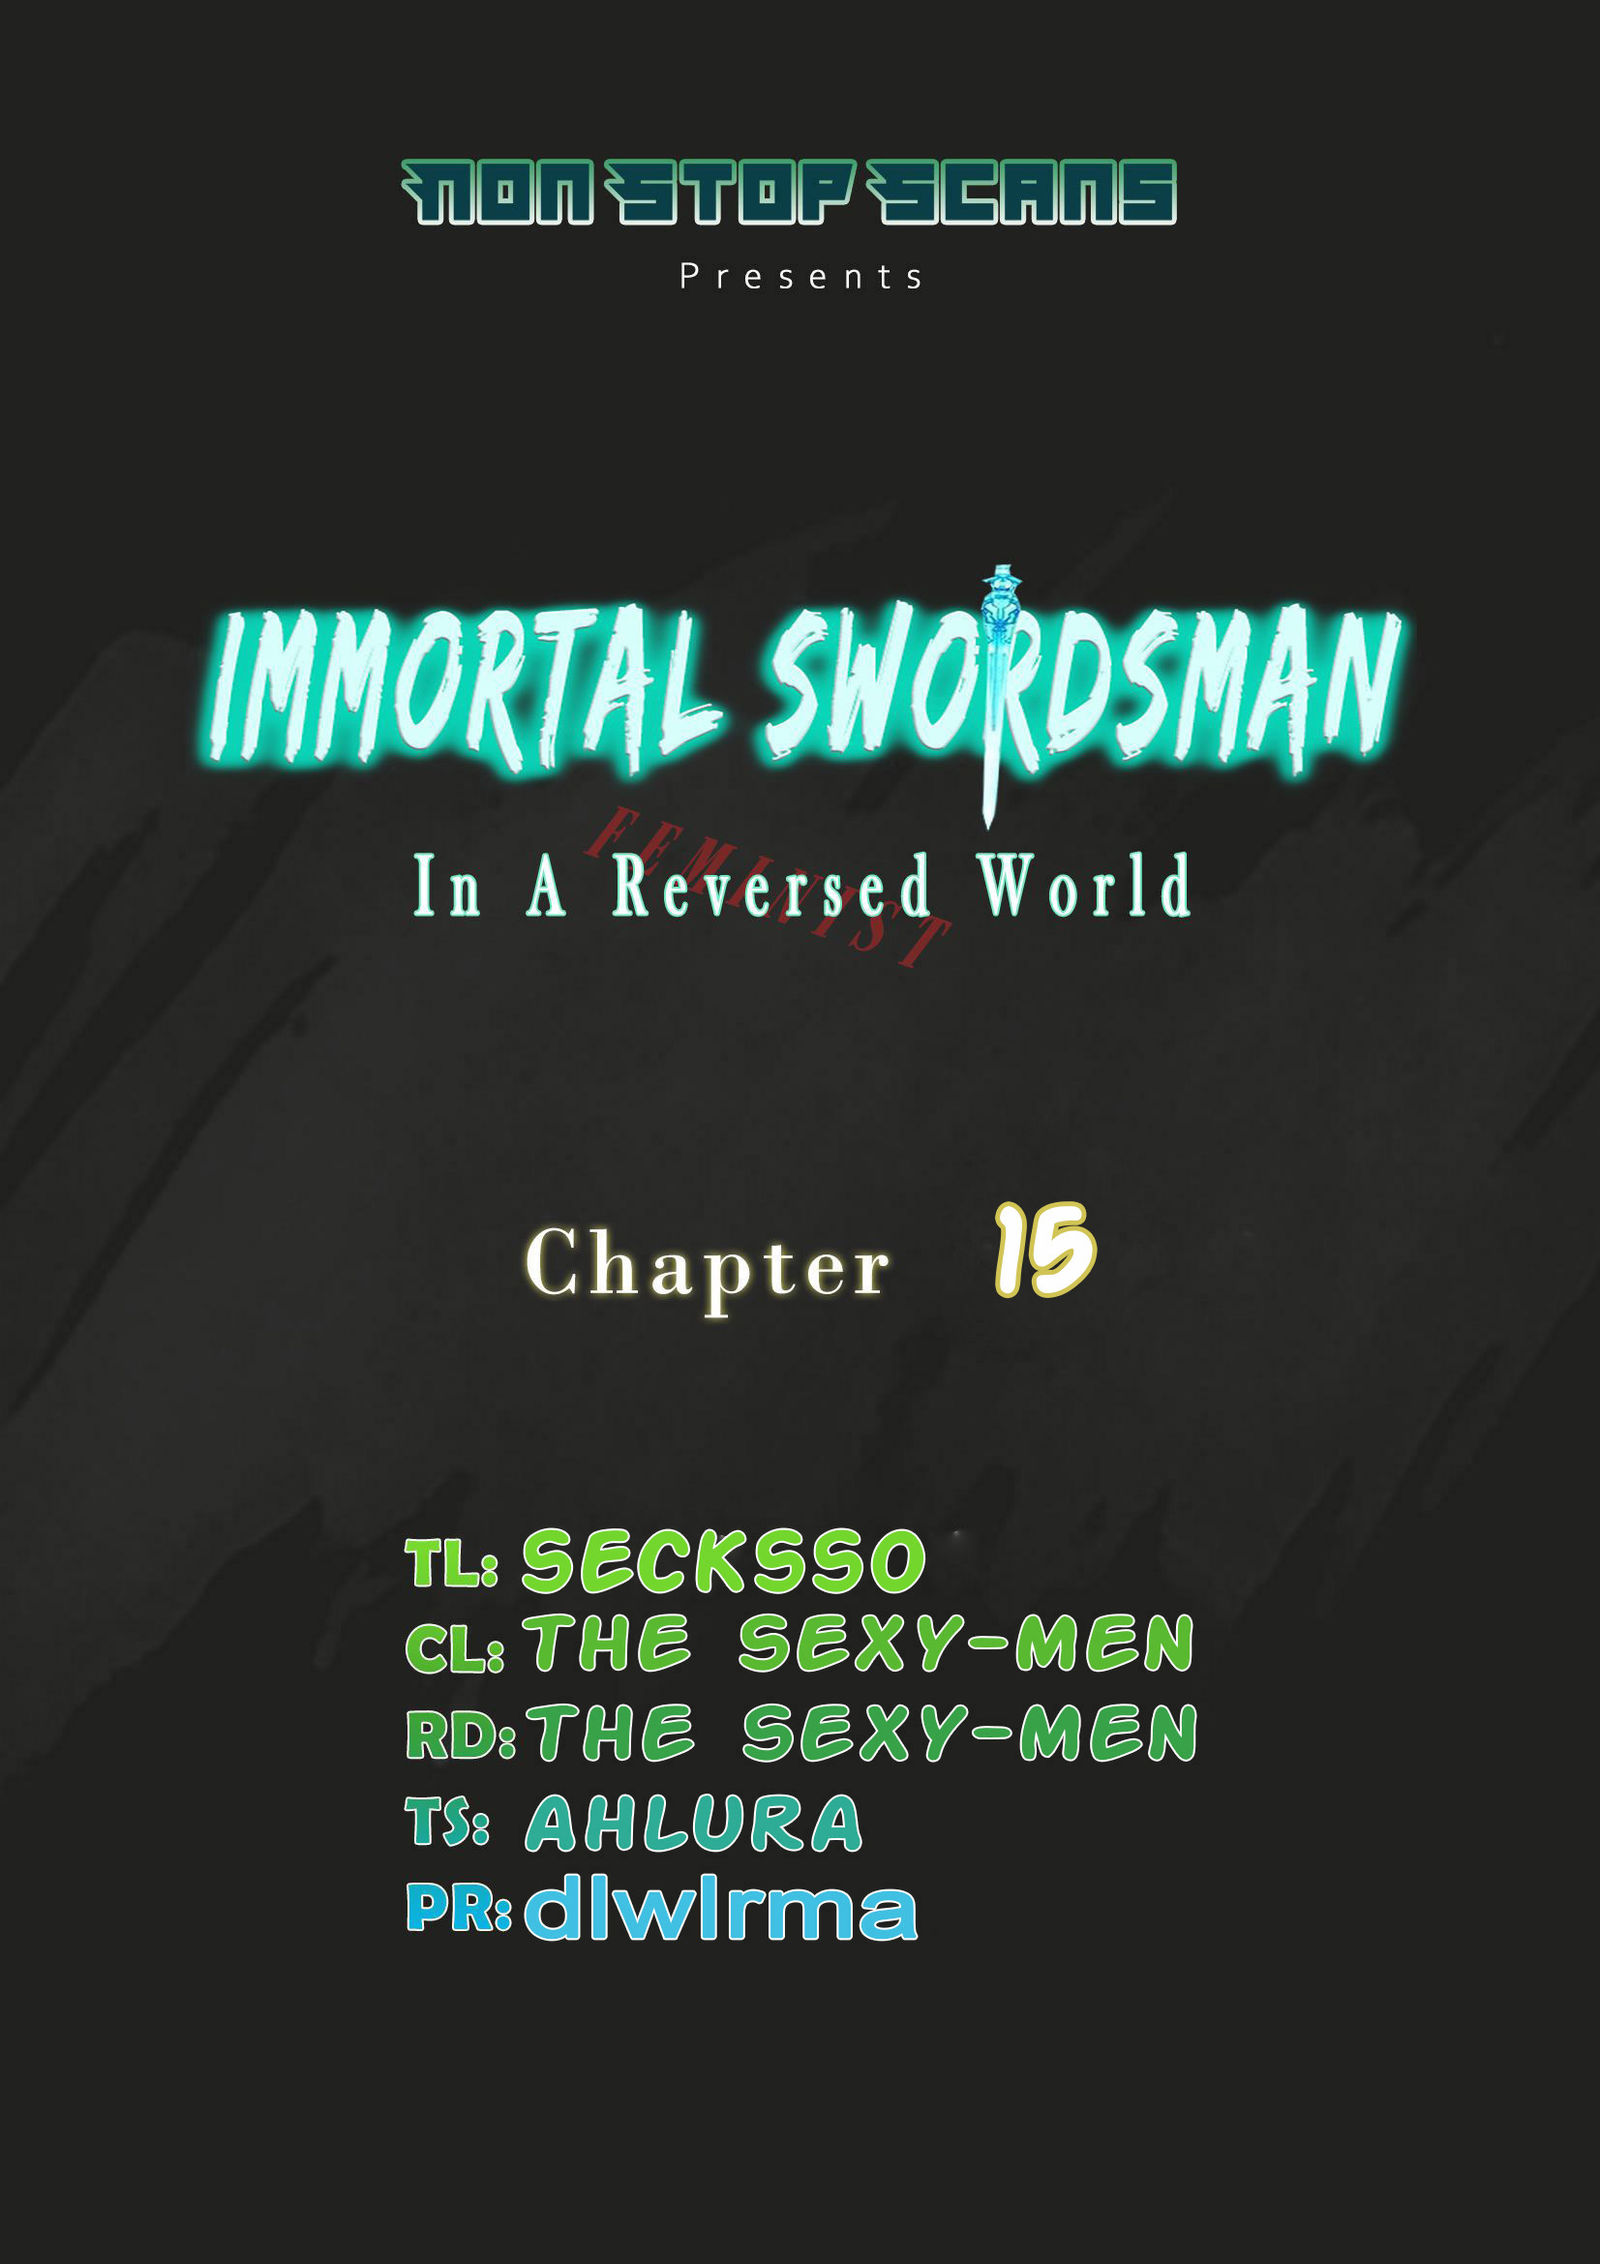 NON STOP SCANS
Presents
IMMORTAL SWORDSMAN
FEMINIST
In A Reversed World
Chapter 15
TL: SECKSSO
CL: THE SEXY-MEN
RD: THE SEXY-MEN
TS: AHLURA
PR: dlwlrma